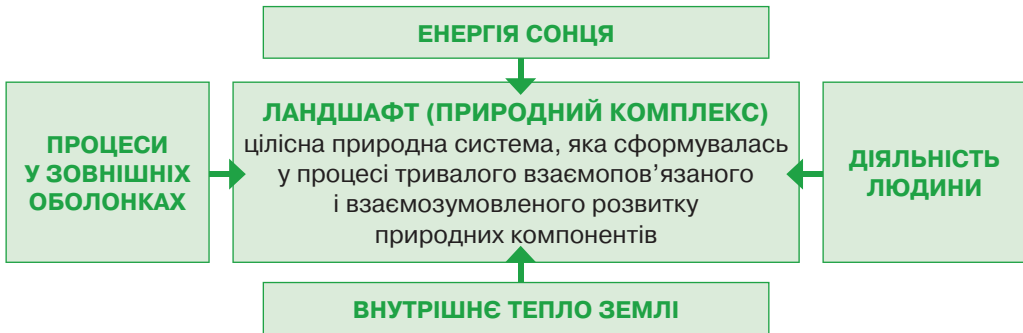 ЕНЕРГІЯ СОНЦЯ
ПРОЦЕСИ
У ЗОВНІШНІХ
ОБОЛОНКАХ
ЛАНДШАФТ (ПРИРОДНИЙ КОМПЛЕКС)
цілісна природна система, яка сформувалась
у процесі тривалого взаємопов’язаного
і взаємозумовленого розвитку
природних компонентів
ДІЯЛЬНІСТЬ
ЛЮДИНИ
ВНУТРІШНЄ ТЕПЛО ЗЕМЛІ